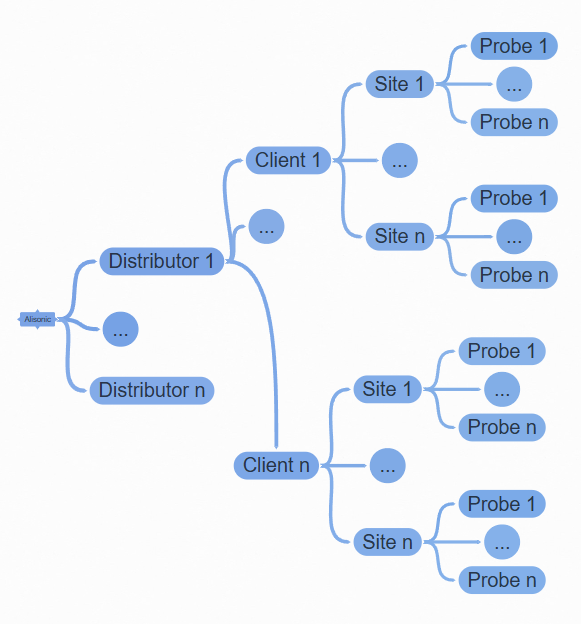 Alisonic
Distributor 1
...
Distributor n
Client 1
...
Client n
Site 1
...
Site n
Probe 1
...
Probe n
Probe 1
...
Probe n
Site 1
...
Site n
Probe 1
...
Probe n
Probe 1
...
Probe n